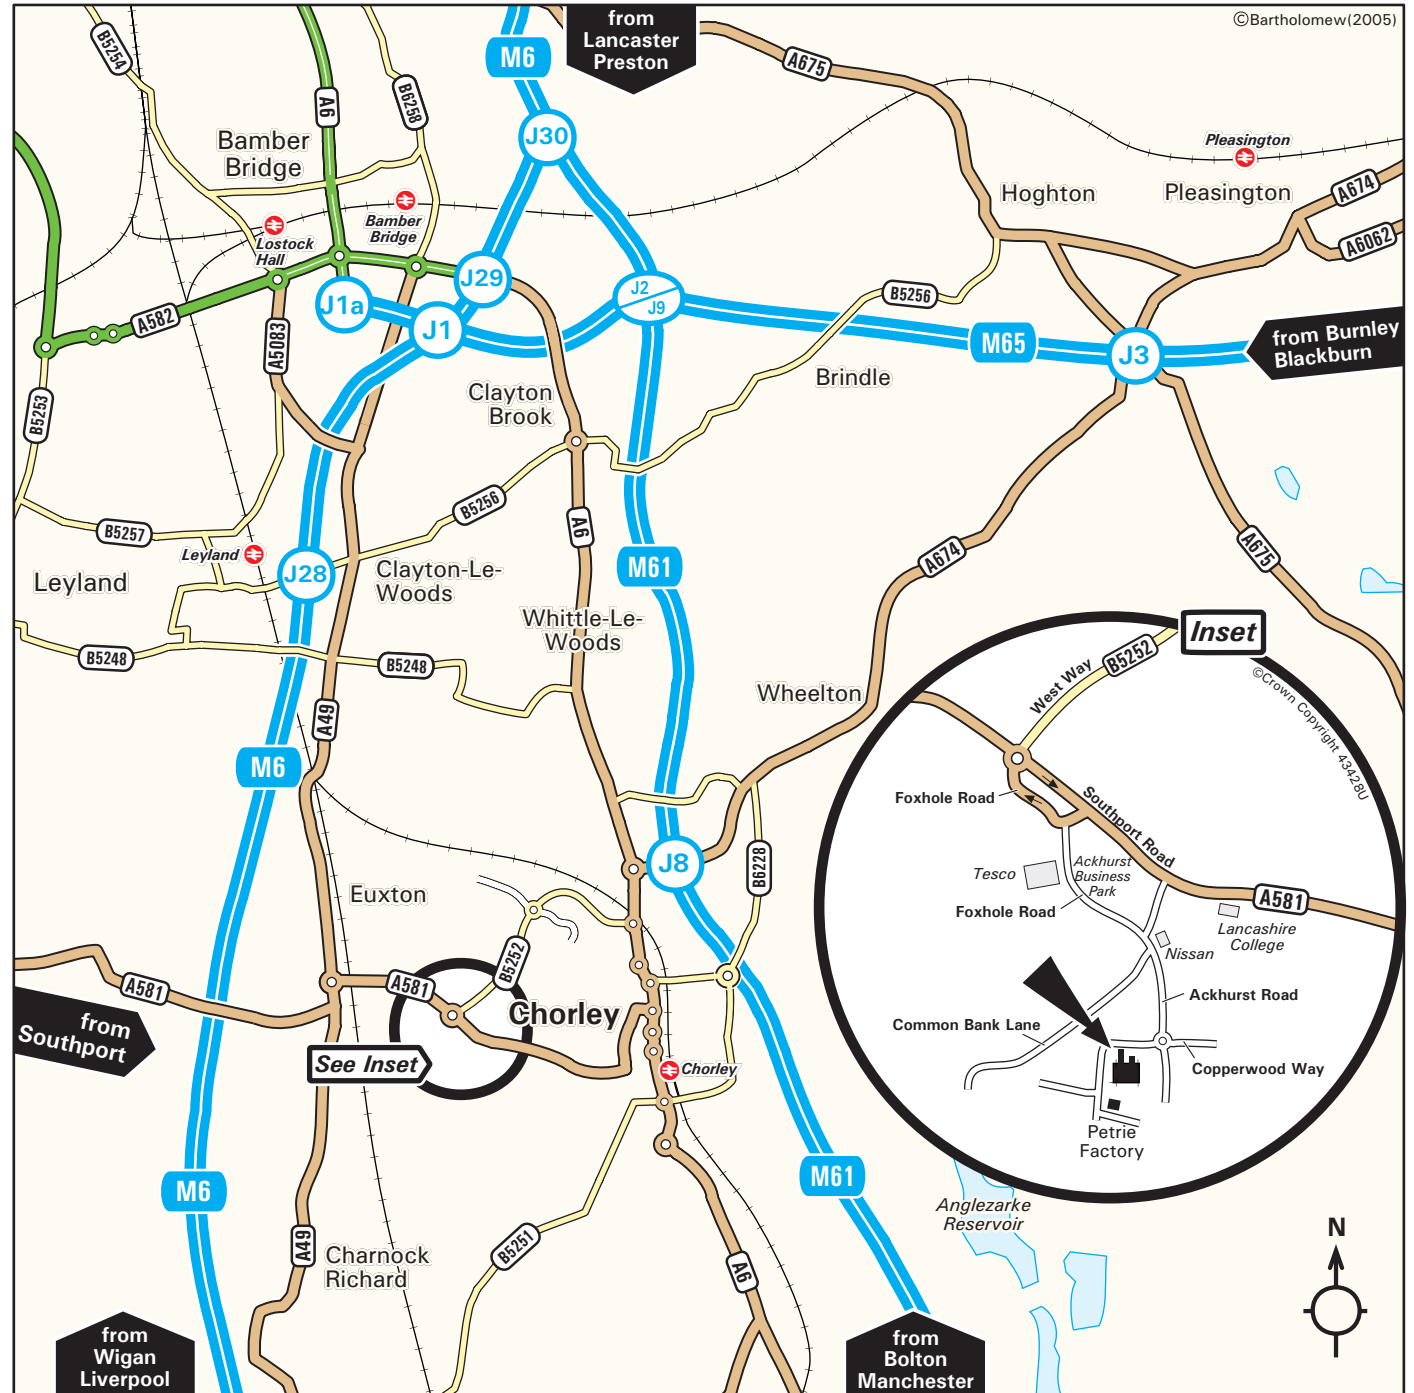 from
Lancaster
Preston
©Bartholomew(2005)
B5254
A6
B6258
M6
A675
J30
Bamber
Bridge
Pleasington
Hoghton
Pleasington
A674
A6062
Bamber
Bridge
Lostock
Hall
J29
J1a
J1
J2
J9
B5256
A582
A5083
M65
J3
from Burnley
Blackburn
B5253
Clayton
Brook
Brindle
B5256
A6
B5257
Leyland
Leyland
J28
Clayton-Le-
Woods
M61
A674
A675
Whittle-Le-
Woods
B5248
B5248
Wheelton
A49
M6
Inset
B5252
West Way
©Crown Copyright 43428U
Foxhole Road
Southport Road
Tesco
Ackhurst
Business
Park
Foxhole Road
A581
Lancashire
College
Nissan
Ackhurst Road
Common Bank Lane
Copperwood Way
Petrie
Factory
J8
B6228
Euxton
B5252
A581
A581
Chorley
from
Southport
See Inset
Chorley
M6
M61
Anglezarke
Reservoir
A49
Charnock
Richard
B5251
A6
N
from
Wigan
Liverpool
from
Bolton
Manchester